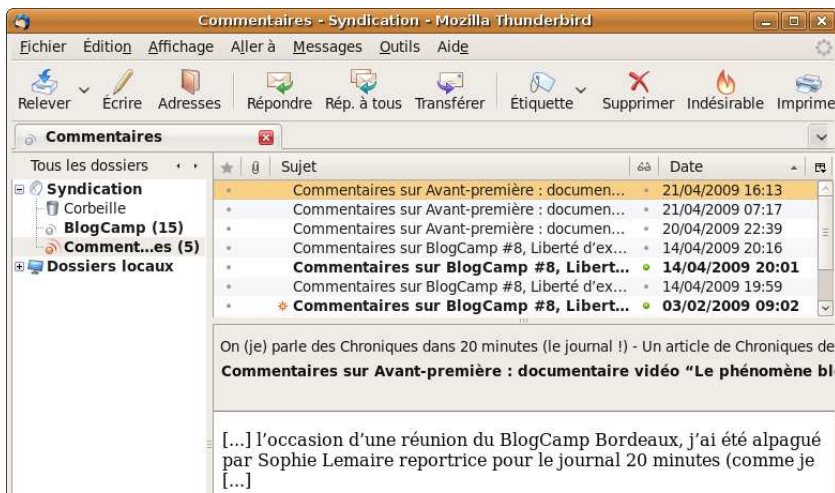 Commentaires - Syndication - Mozilla Thunderbird
Fichier Édition Affichage Aller à Messages Outils Aide
Relever Écrire Adresses Répondre Rép. à tous Transférer Étiquette Supprimer Indésirable Imprime
Commentaires
Tous les dossiers Sujet Date
Syndication
Corbeille
BlogCamp (15)
Comment...es (5)
Dossiers locaux
Commentaires sur Avant-première : documen... 21/04/2009 16:13
Commentaires sur Avant-première : documen... 21/04/2009 07:17
Commentaires sur Avant-première : documen... 20/04/2009 22:39
Commentaires sur BlogCamp #8, Liberté d'ex... 14/04/2009 20:16
Commentaires sur BlogCamp #8, Libert... 14/04/2009 20:01
Commentaires sur BlogCamp #8, Liberté d'ex... 14/04/2009 19:59
Commentaires sur BlogCamp #8, Libert... 03/02/2009 09:02
On (je) parle des Chroniques dans 20 minutes (le journal !) - Un article de Chroniques de
Commentaires sur Avant-première : documentaire vidéo “Le phénomène bl
[...] l’occasion d’une réunion du BlogCamp Bordeaux, j’ai été alpagué
par Sophie Lemaire reportrice pour le journal 20 minutes (comme je
[...]